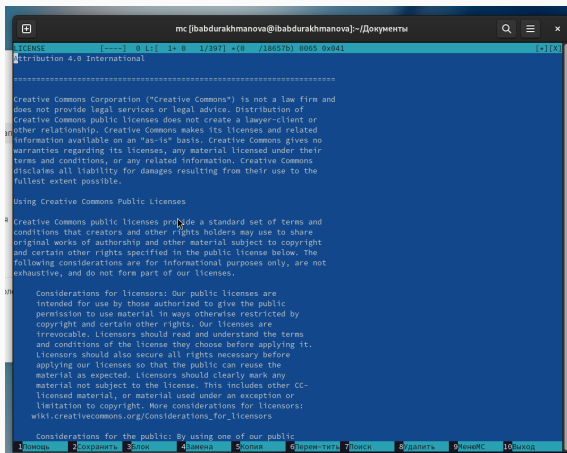 mc [ibabdurakhmanova@ibabdurakhmanova]:~/Документы
LICENSE [----] 0 L:[ 1+ 0 1/397] *(0 /18657b) 0065 0x041 [*][X]
Attribution 4.0 International
=======================================================================
Creative Commons Corporation ("Creative Commons") is not a law firm and
does not provide legal services or legal advice. Distribution of
Creative Commons public licenses does not create a lawyer-client or
other relationship. Creative Commons makes its licenses and related
information available on an "as-is" basis. Creative Commons gives no
warranties regarding its licenses, any material licensed under their
terms and conditions, or any related information. Creative Commons
disclaims all liability for damages resulting from their use to the
fullest extent possible.
Using Creative Commons Public Licenses
Creative Commons public licenses provide a standard set of terms and
conditions that creators and other rights holders may use to share
original works of authorship and other material subject to copyright
and certain other rights specified in the public license below. The
following considerations are for informational purposes only, are not
exhaustive, and do not form part of our licenses.
Considerations for licensors: Our public licenses are
intended for use by those authorized to give the public
permission to use material in ways otherwise restricted by
copyright and certain other rights. Our licenses are
irrevocable. Licensors should read and understand the terms
and conditions of the license they choose before applying it.
Licensors should also secure all rights necessary before
applying our licenses so that the public can reuse the
material as expected. Licensors should clearly mark any
material not subject to the license. This includes other CC-
licensed material, or material used under an exception or
limitation to copyright. More considerations for licensors:
wiki.creativecommons.org/Considerations_for_licensors
Considerations for the public: By using one of our public
1Помощь 2Сохранить 3Блок 4Замена 5Копия 6Перем~тить 7Поиск 8Удалить 9МенюMC 10Выход